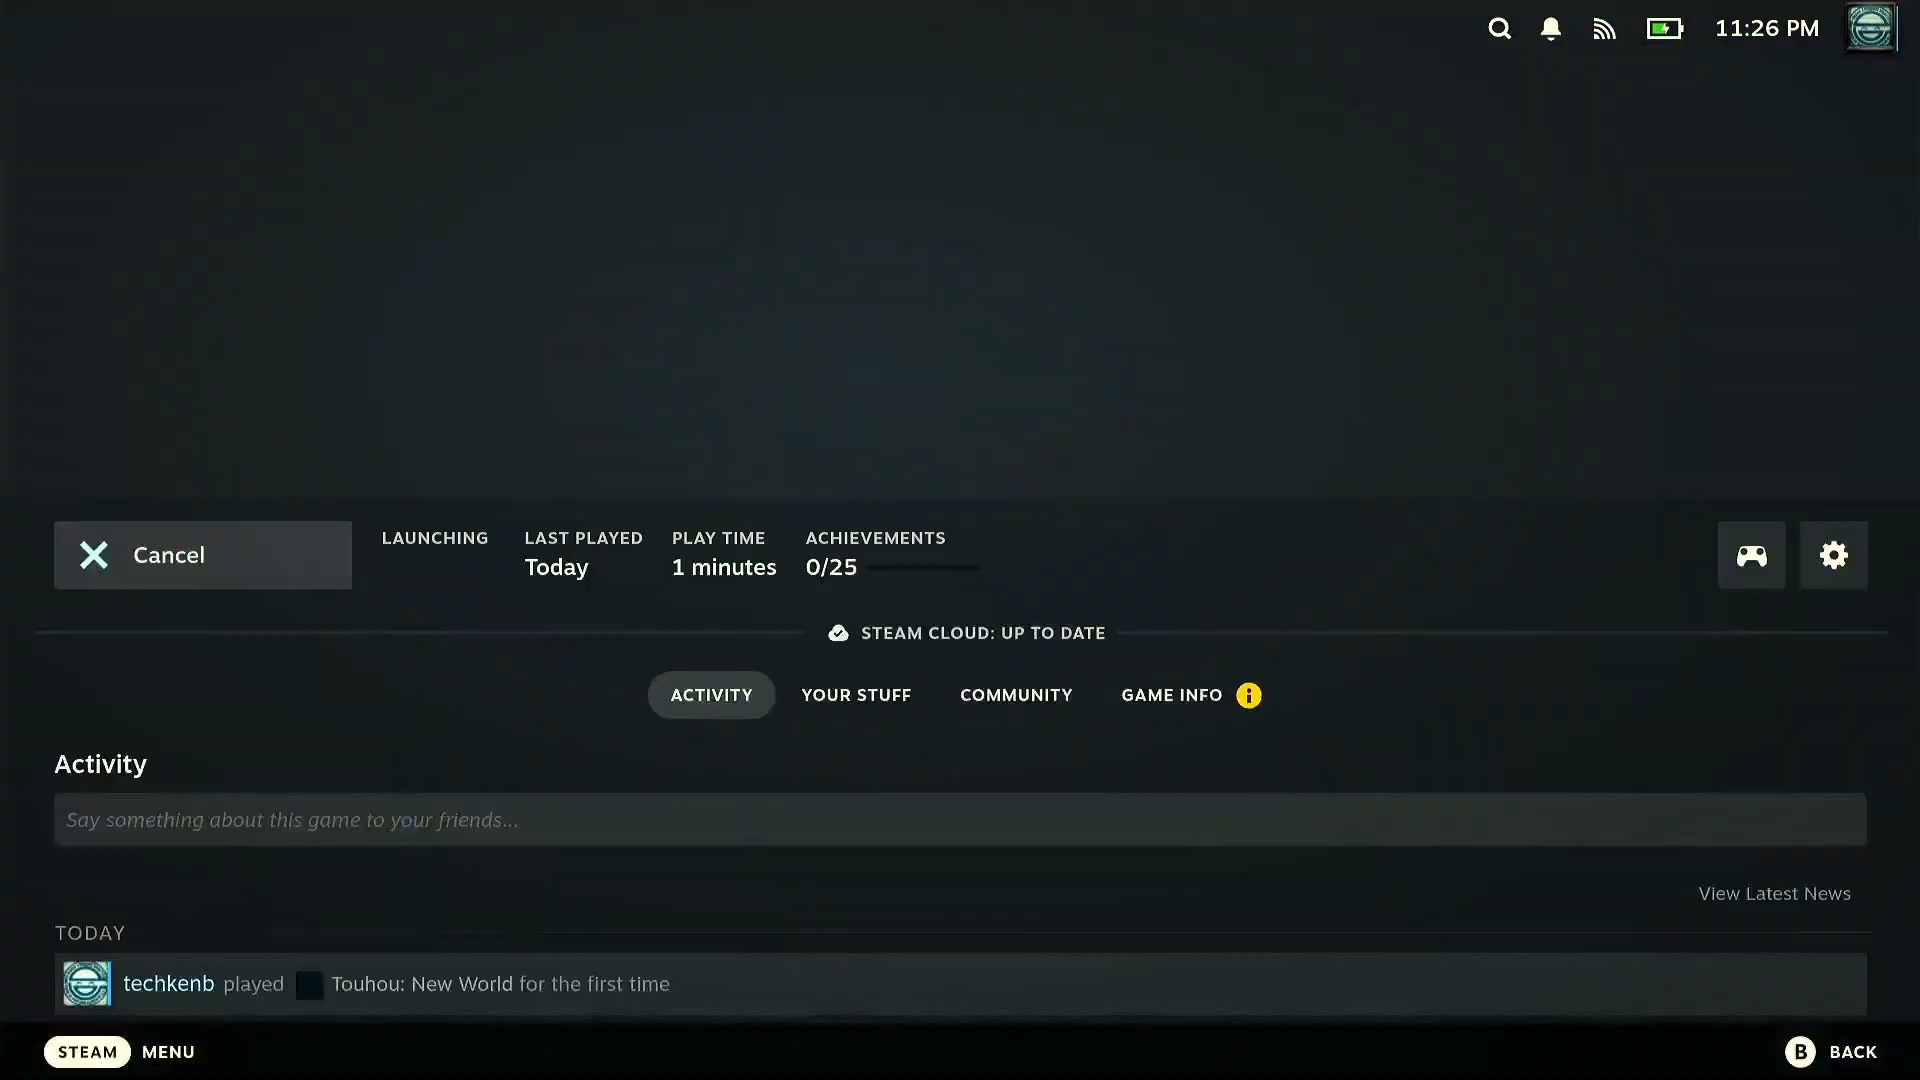 11:26 PM
Cancel
LAUNCHING
LAST PLAYED
Today
PLAY TIME
1 minutes
ACHIEVEMENTS
0/25
STEAM CLOUD: UP TO DATE
ACTIVITY
YOUR STUFF
COMMUNITY
GAME INFO
Activity
Say something about this game to your friends...
View Latest News
TODAY
techkenb played Touhou: New World for the first time
STEAM MENU
B BACK